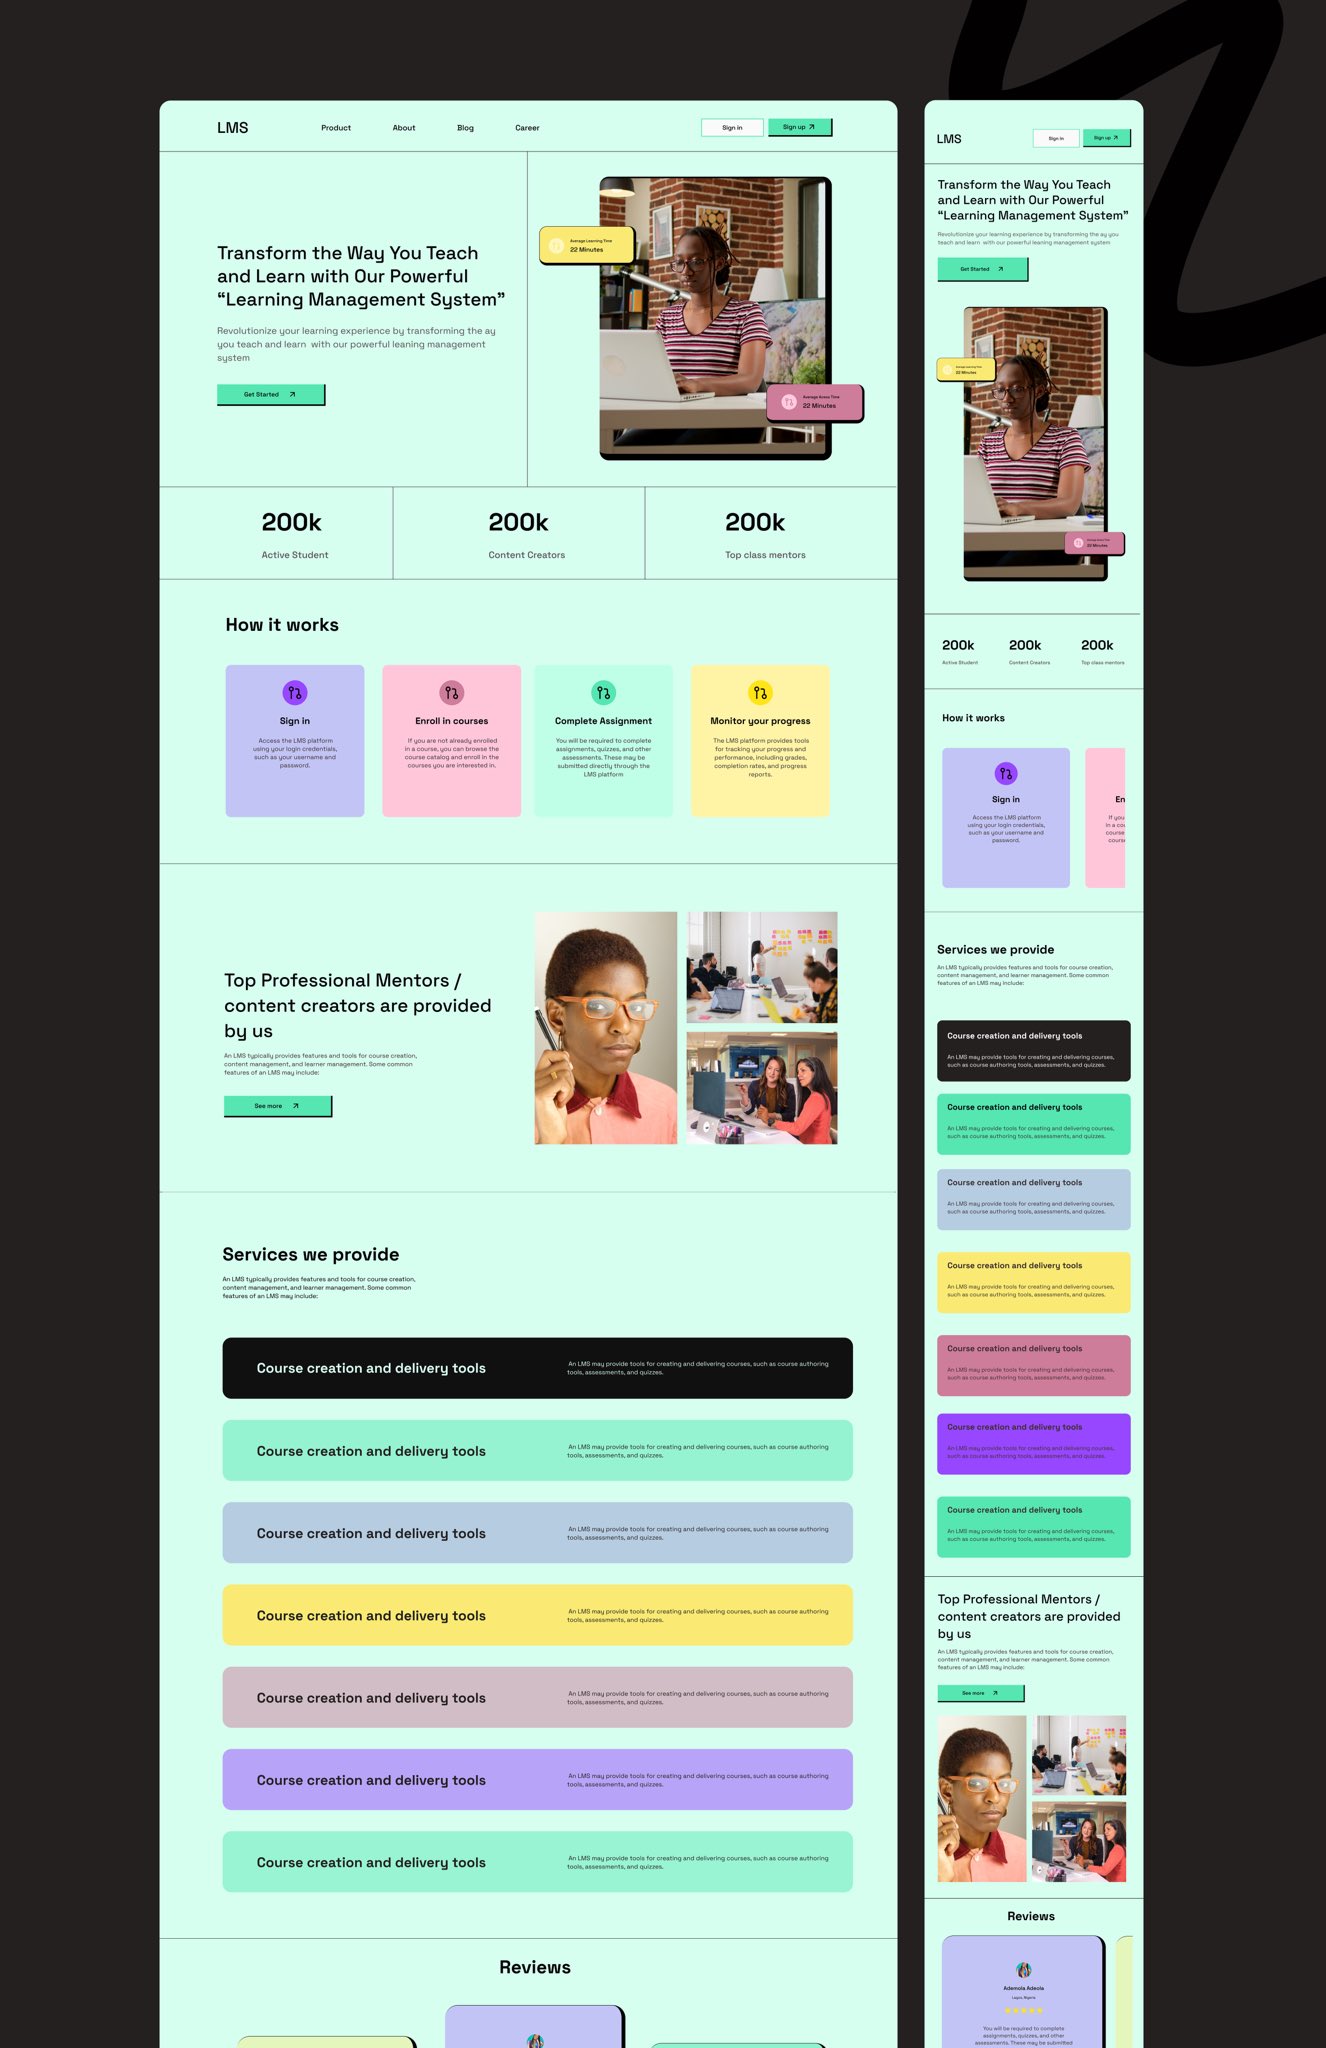 LMS
Product
About
Blog
Career
Sign in
Sign up
Transform the Way You Teach
and Learn with Our Powerful
“Learning Management System”
Revolutionize your learning experience by transforming the ay
you teach and learn with our powerful leaning management
system
Get Started
Average Learning Time
22 Minutes
Average Acess Time
22 Minutes
200k
Active Student
200k
Content Creators
200k
Top class mentors
How it works
Sign in
Access the LMS platform
using your login credentials,
such as your username and
password.
Enroll in courses
If you are not already enrolled
in a course, you can browse the
course catalog and enroll in the
courses you are interested in.
Complete Assignment
You will be required to complete
assignments, quizzes, and other
assessments. These may be
submitted directly through the
LMS platform
Monitor your progress
The LMS platform provides tools
for tracking your progress and
performance, including grades,
completion rates, and progress
reports.
Top Professional Mentors /
content creators are provided
by us
An LMS typically provides features and tools for course creation,
content management, and learner management. Some common
features of an LMS may include:
See more
Services we provide
An LMS typically provides features and tools for course creation,
content management, and learner management. Some common
features of an LMS may include:
Course creation and delivery tools
An LMS may provide tools for creating and delivering courses, such as course authoring
tools, assessments, and quizzes.
Course creation and delivery tools
An LMS may provide tools for creating and delivering courses, such as course authoring
tools, assessments, and quizzes.
Course creation and delivery tools
An LMS may provide tools for creating and delivering courses, such as course authoring
tools, assessments, and quizzes.
Course creation and delivery tools
An LMS may provide tools for creating and delivering courses, such as course authoring
tools, assessments, and quizzes.
Course creation and delivery tools
An LMS may provide tools for creating and delivering courses, such as course authoring
tools, assessments, and quizzes.
Course creation and delivery tools
An LMS may provide tools for creating and delivering courses, such as course authoring
tools, assessments, and quizzes.
Course creation and delivery tools
An LMS may provide tools for creating and delivering courses, such as course authoring
tools, assessments, and quizzes.
Reviews
LMS
Sign in
Sign up
Transform the Way You Teach
and Learn with Our Powerful
“Learning Management System”
Revolutionize your learning experience by transforming the ay you
teach and learn with our powerful leaning management system
Get Started
Average Learning Time
22 Minutes
Average Acess Time
22 Minutes
200k
Active Student
200k
Content Creators
200k
Top class mentors
How it works
Sign in
Access the LMS platform
using your login credentials,
such as your username and
password.
En
If you
in a cou
course
course
Services we provide
An LMS typically provides features and tools for course creation,
content management, and learner management. Some common
features of an LMS may include:
Course creation and delivery tools
An LMS may provide tools for creating and delivering courses,
such as course authoring tools, assessments, and quizzes.
Course creation and delivery tools
An LMS may provide tools for creating and delivering courses,
such as course authoring tools, assessments, and quizzes.
Course creation and delivery tools
An LMS may provide tools for creating and delivering courses,
such as course authoring tools, assessments, and quizzes.
Course creation and delivery tools
An LMS may provide tools for creating and delivering courses,
such as course authoring tools, assessments, and quizzes.
Course creation and delivery tools
An LMS may provide tools for creating and delivering courses,
such as course authoring tools, assessments, and quizzes.
Course creation and delivery tools
An LMS may provide tools for creating and delivering courses,
such as course authoring tools, assessments, and quizzes.
Course creation and delivery tools
An LMS may provide tools for creating and delivering courses,
such as course authoring tools, assessments, and quizzes.
Top Professional Mentors /
content creators are provided
by us
An LMS typically provides features and tools for course creation,
content management, and learner management. Some common
features of an LMS may include:
See more
Reviews
Ademola Adeola
Lagos, Nigeria
You will be required to complete
assignments, quizzes, and other
assessments. These may be submitted